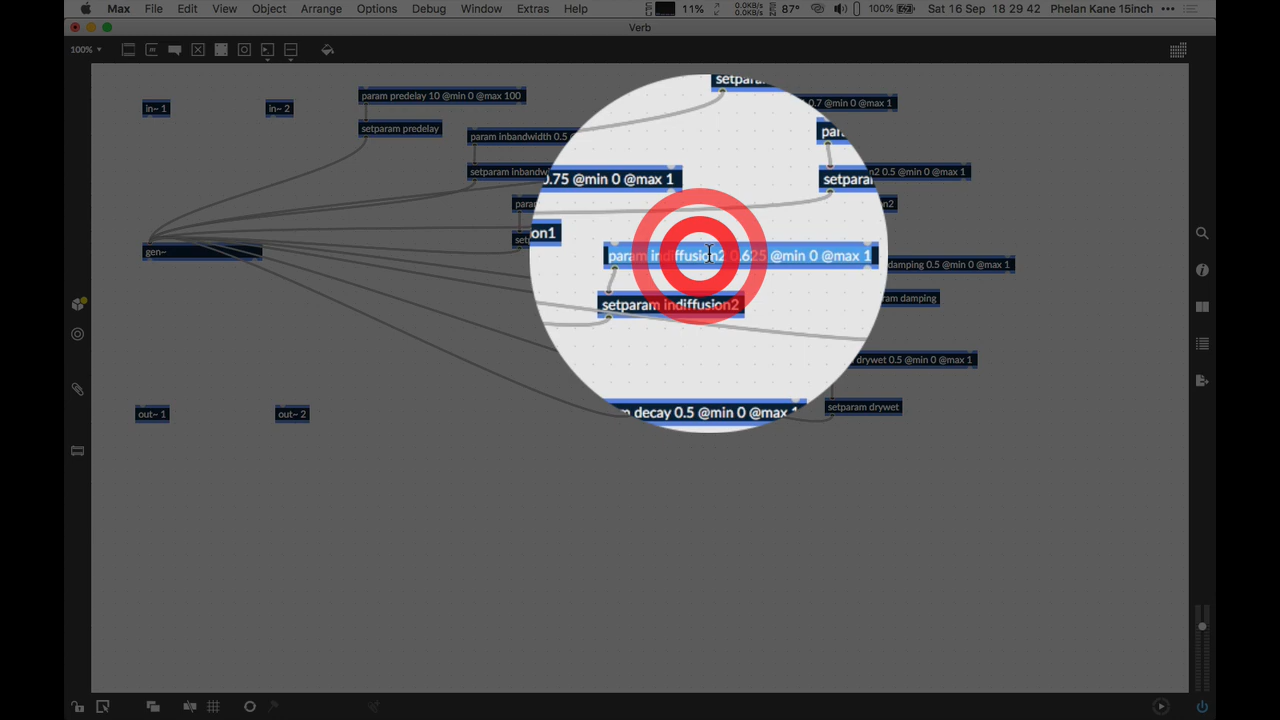 Max File Edit View Object Arrange Options Debug Window Extras Help 11% 0.0KB/s 0.0KB/s 87° 100% Sat 16 Sep 18 29 42 Phelan Kane 15inch
Verb
100%
setparam
param predelay 10 @min 0 @max 100
in~ 1
in~ 2
0.7 @min 0 @max 1
setparam predelay
param inbandwidth 0.5
setparam
0.75 @min 0 @max 1
0.5 @min 0 @max 1
gen~
param indiffusion2 0.625 @min 0 @max 1
damping 0.5 @min 0 @max 1
setparam indiffusion2
damping
drywet 0.5 @min 0 @max 1
decay 0.5 @min 0 @max 1
setparam drywet
out~ 1
out~ 2